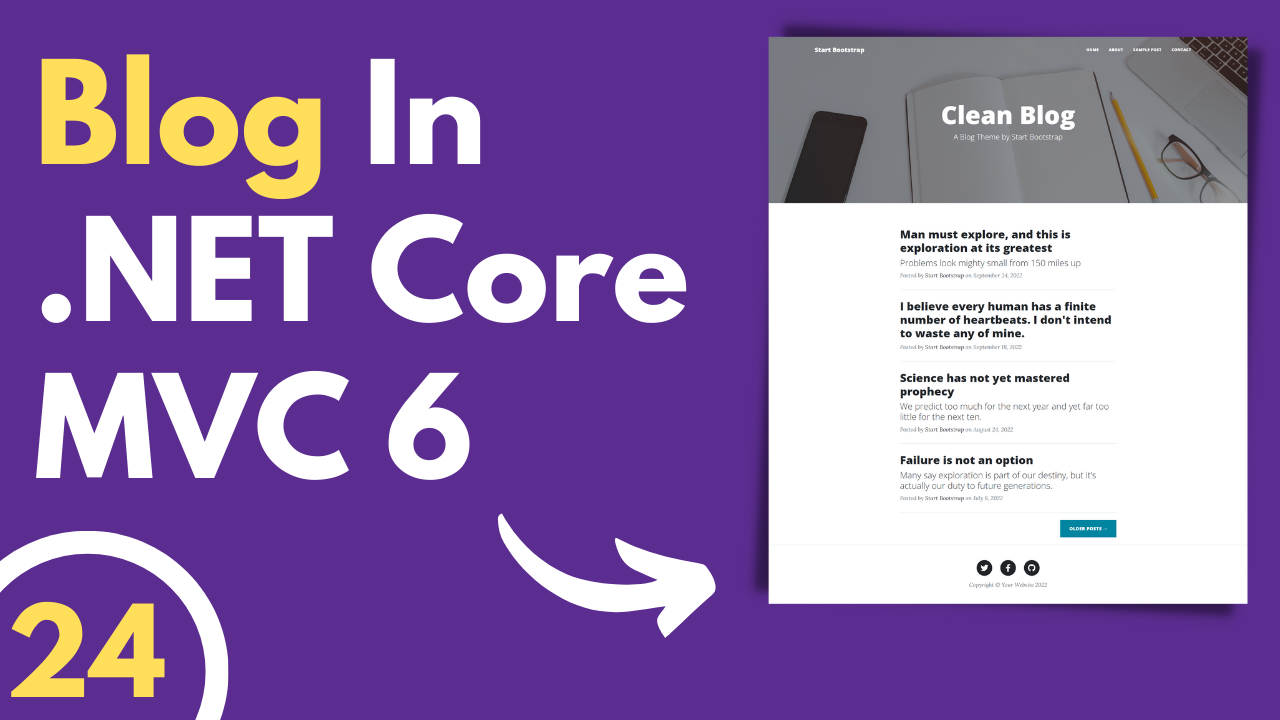 Blog In
.NET Core
MVC 6
24
Start Bootstrap
HOME ABOUT SAMPLE POST CONTACT
Clean Blog
A Blog Theme by Start Bootstrap
Man must explore, and this is
exploration at its greatest
Problems look mighty small from 150 miles up
Posted by Start Bootstrap on September 24, 2022
I believe every human has a finite
number of heartbeats. I don't intend
to waste any of mine.
Posted by Start Bootstrap on September 18, 2022
Science has not yet mastered
prophecy
We predict too much for the next year and yet far too
little for the next ten.
Posted by Start Bootstrap on August 24, 2022
Failure is not an option
Many say exploration is part of our destiny, but it's
actually our duty to future generations.
Posted by Start Bootstrap on July 8, 2022
OLDER POSTS →
Copyright © Your Website 2022